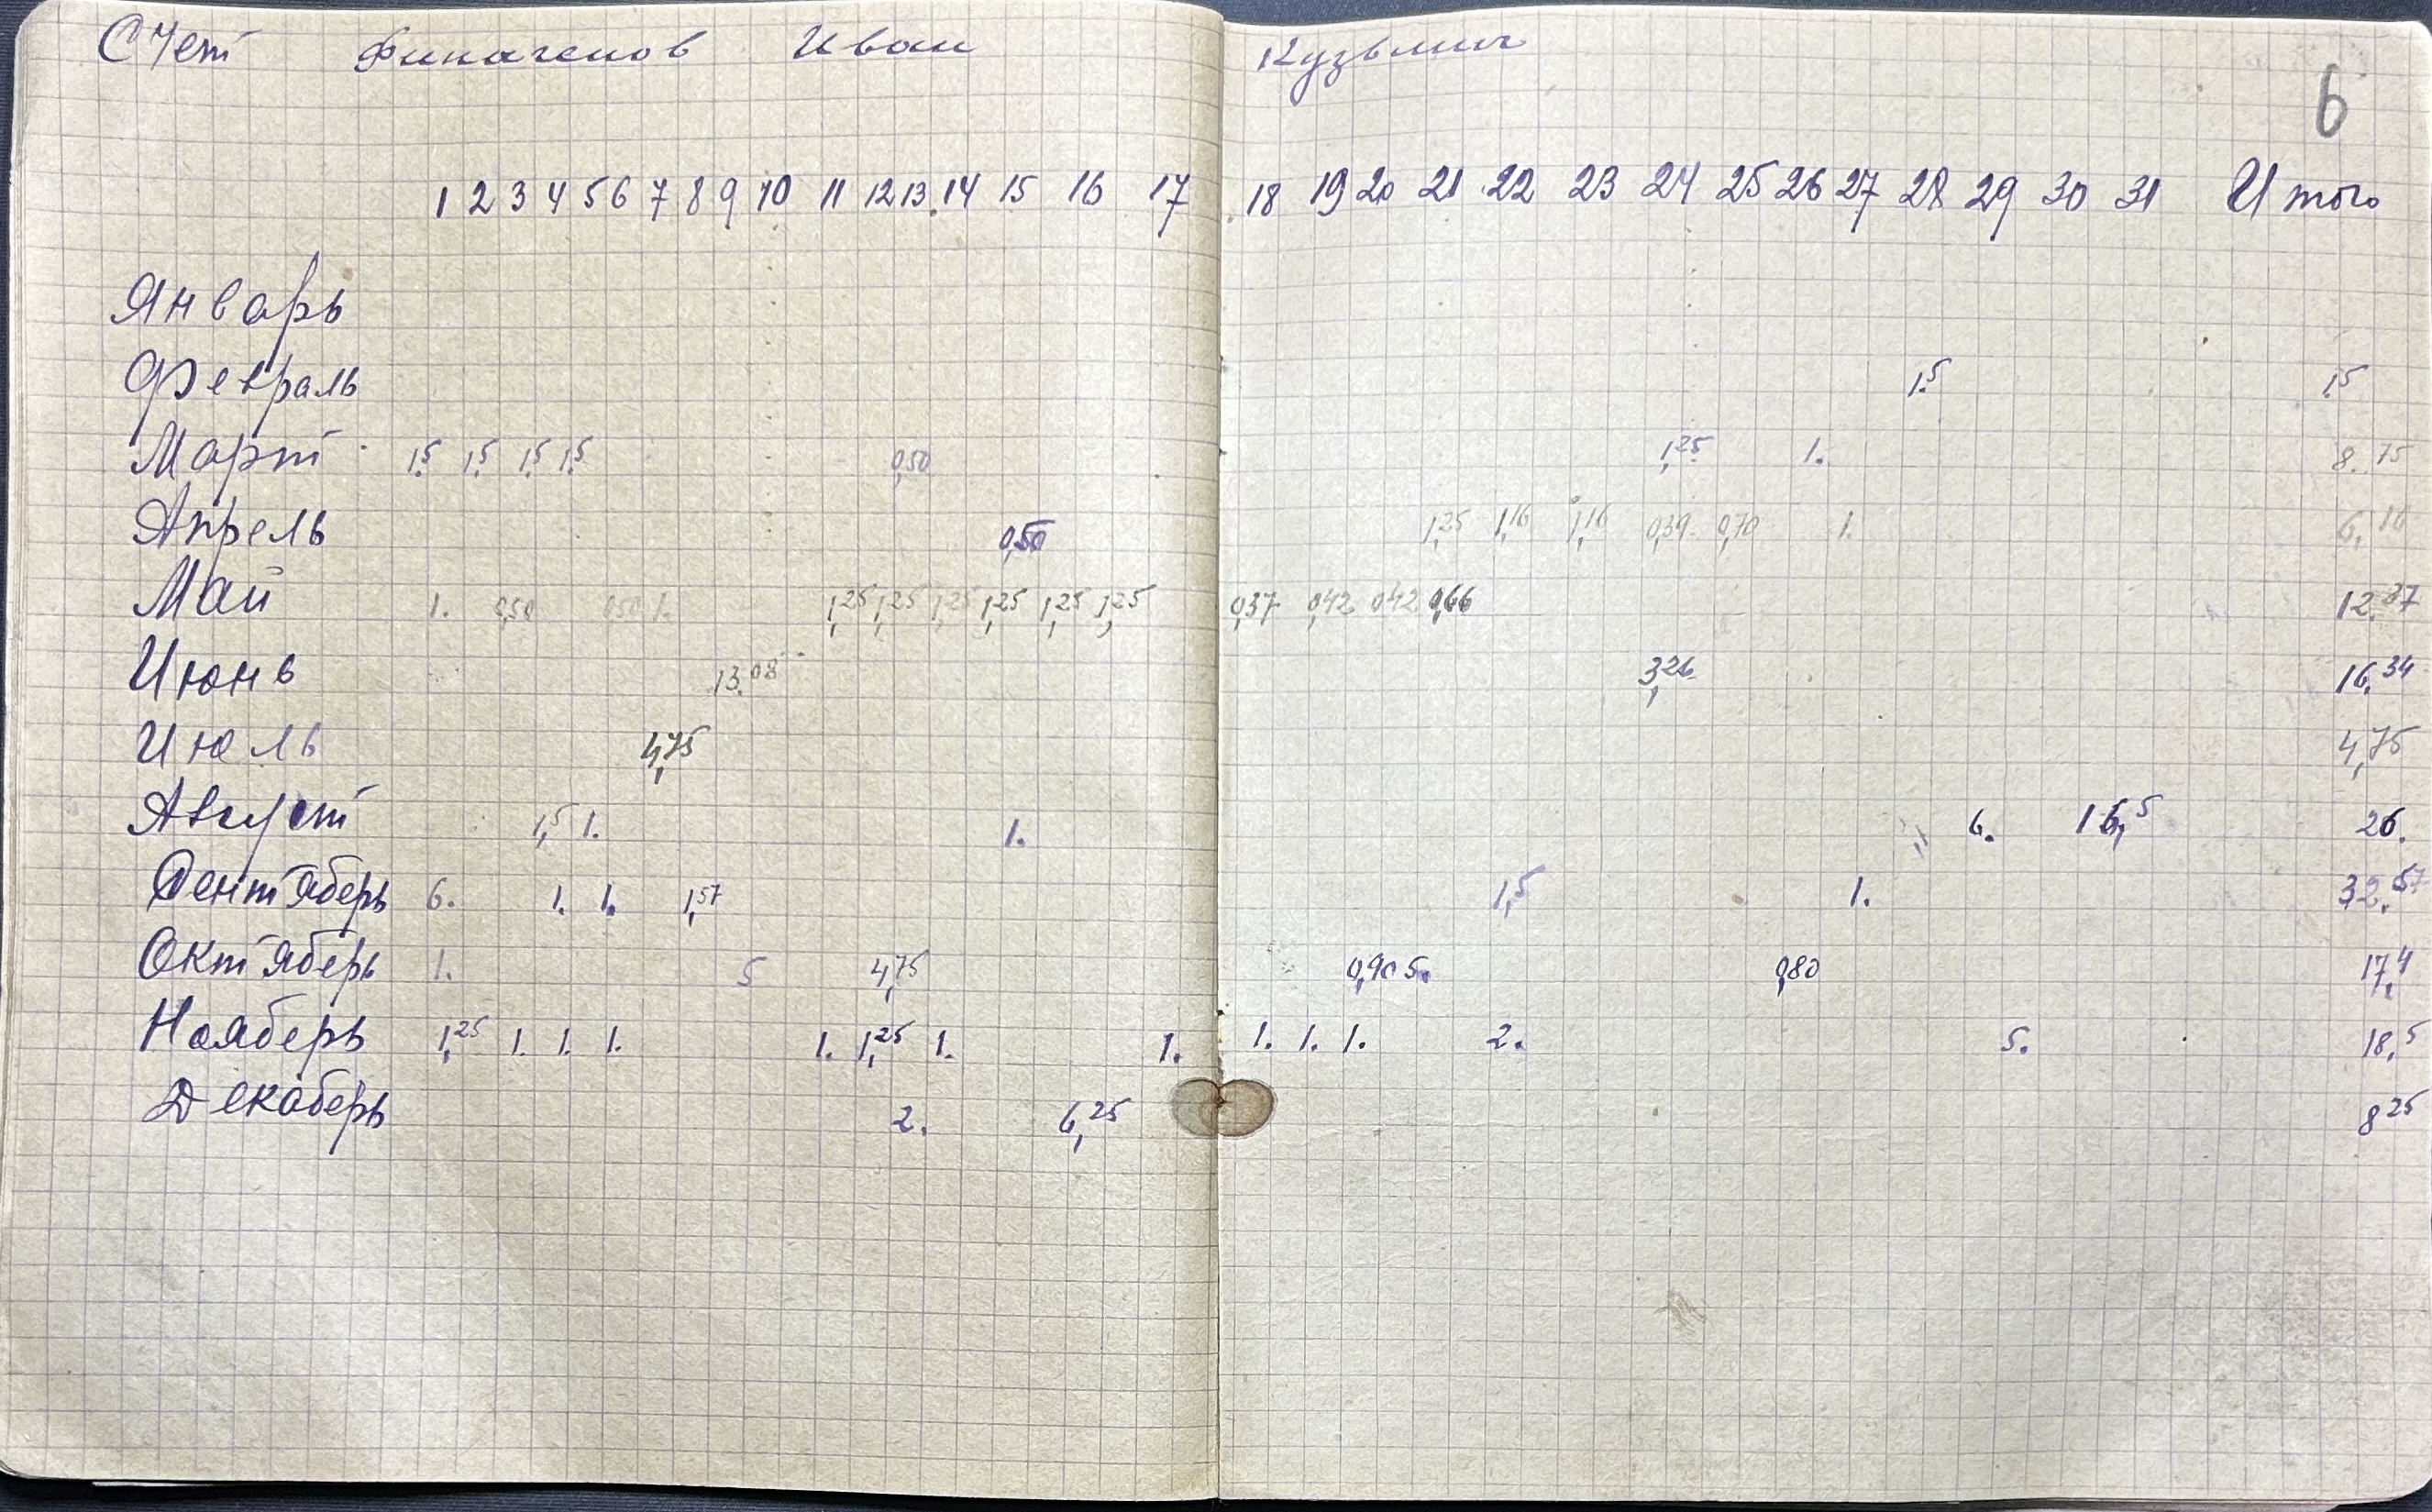 Счет Финагенов Иван Кузьмич
6
1 2 3 4 5 6 7 8 9 10 11 12 13 14 15 16 17 18 19 20 21 22 23 24 25 26 27 28 29 30 31 Итого
Январь
Февраль 1.5 1.5
Март 1.5 1.5 1.5 1.5 0,50 1,25 1. 8.75
Апрель 0,50 1,25 1,16 1,16 0,39 0,70 1. 6,16
Май 1. 0,50 0,50 1. 1,25 1,25 1,25 1,25 1,25 1,25 0,37 0,42 0,42 0,66 12.37
Июнь 13.08 3,26 16,34
Июль 4,75 4,75
Август 1,5 1. 1. 6. 16,5 26.
Сентяберь 6. 1. 1. 1,57 1,5 1. 32.57
Октяберь 1. 5 4,75 0,90 5. 0,80 17,4
Нояберь 1,25 1. 1. 1. 1. 1,25 1. 1. 1. 1. 1. 2. 5. 18,5
Декаберь 2. 6,25 8 25